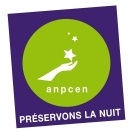 anpcen
PRÉSERVONS LA NUIT